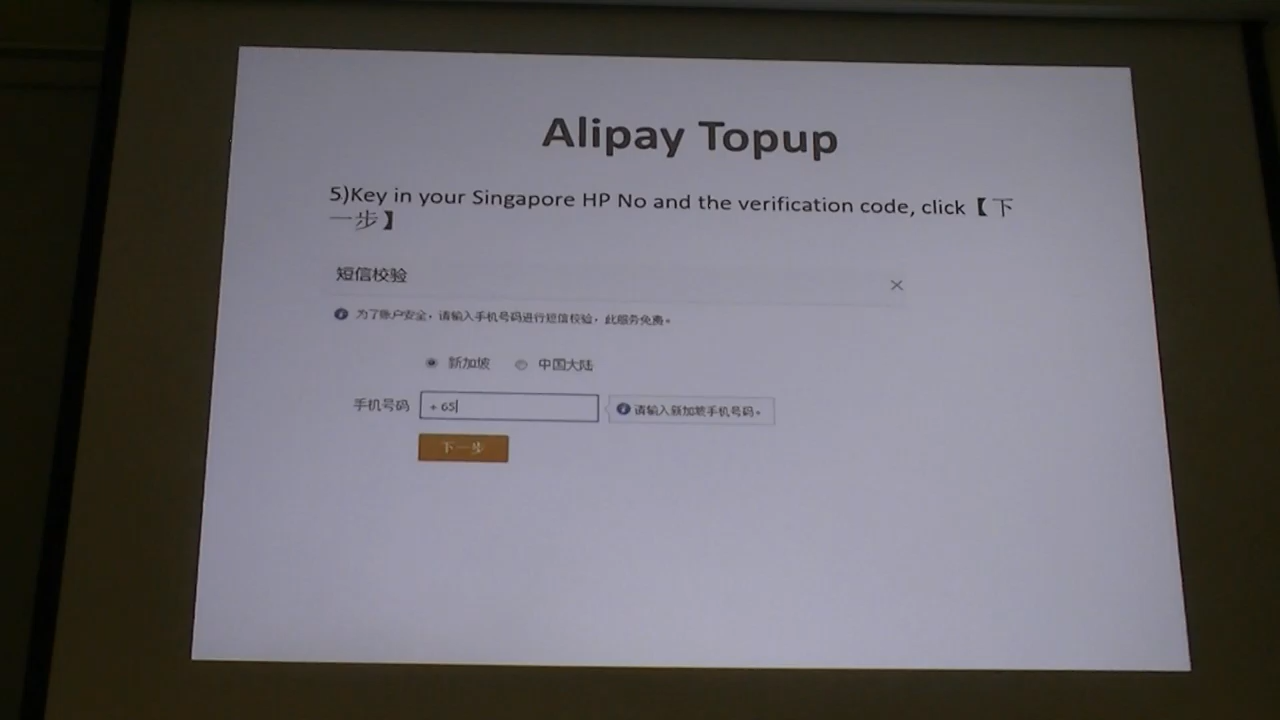 Alipay Topup
5)Key in your Singapore HP No and the verification code, click【下
一步】
短信校验
为了账户安全，请输入手机号码进行短信校验，此服务免费。
新加坡 中国大陆
手机号码 + 65 请输入新加坡手机号码。
下一步